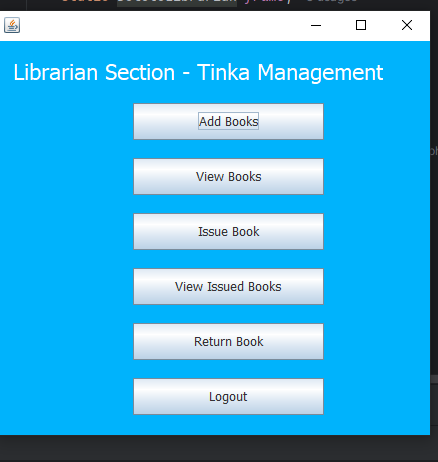 Librarian Section - Tinka Management
Add Books
View Books
Issue Book
View Issued Books
Return Book
Logout